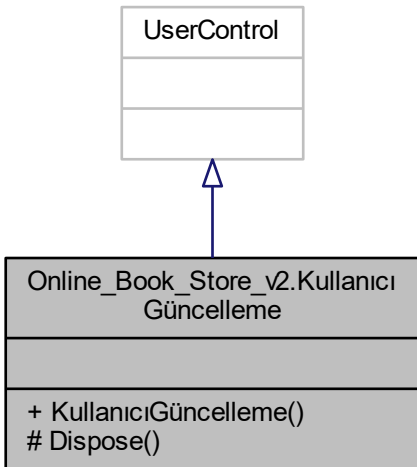 UserControl
Online_Book_Store_v2.Kullanıcı
Güncelleme
+ KullanıcıGüncelleme()
# Dispose()